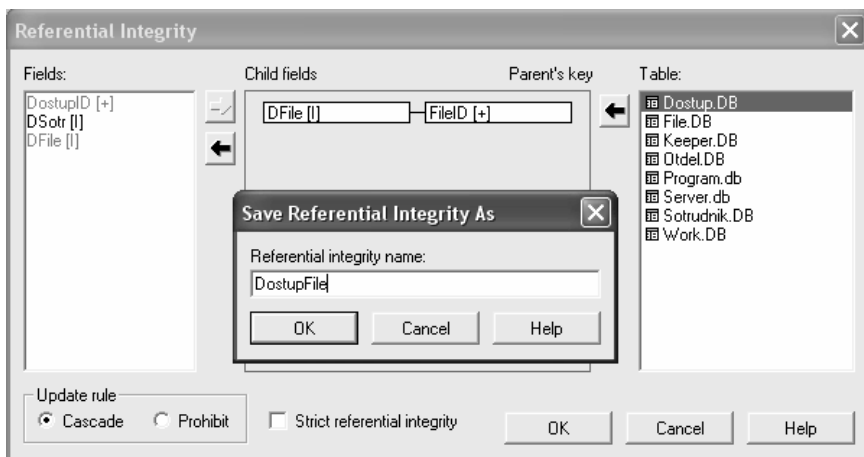 Referential Integrity
Fields:
Child fields
Parent's key
Table:
DostupID [+]
DSotr [I]
DFile [I]
DFile [I]
FileID [+]
Dostup.DB
File.DB
Keeper.DB
Otdel.DB
Program.db
Server.db
Sotrudnik.DB
Work.DB
Save Referential Integrity As
Referential integrity name:
DostupFile
OK
Cancel
Help
Update rule
Cascade
Prohibit
Strict referential integrity
OK
Cancel
Help